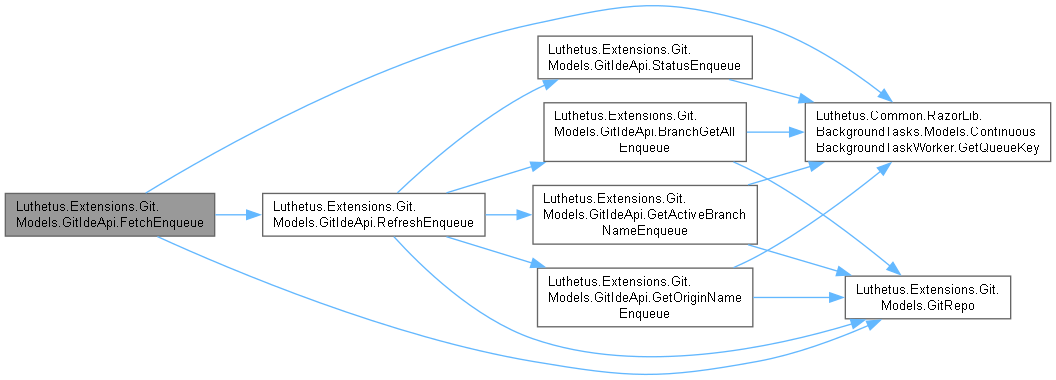 Luthetus.Extensions.Git.
Models.GitIdeApi.FetchEnqueue
Luthetus.Extensions.Git.
Models.GitIdeApi.RefreshEnqueue
Luthetus.Extensions.Git.
Models.GitIdeApi.StatusEnqueue
Luthetus.Extensions.Git.
Models.GitIdeApi.BranchGetAll
Enqueue
Luthetus.Extensions.Git.
Models.GitIdeApi.GetActiveBranch
NameEnqueue
Luthetus.Extensions.Git.
Models.GitIdeApi.GetOriginName
Enqueue
Luthetus.Common.RazorLib.
BackgroundTasks.Models.Continuous
BackgroundTaskWorker.GetQueueKey
Luthetus.Extensions.Git.
Models.GitRepo